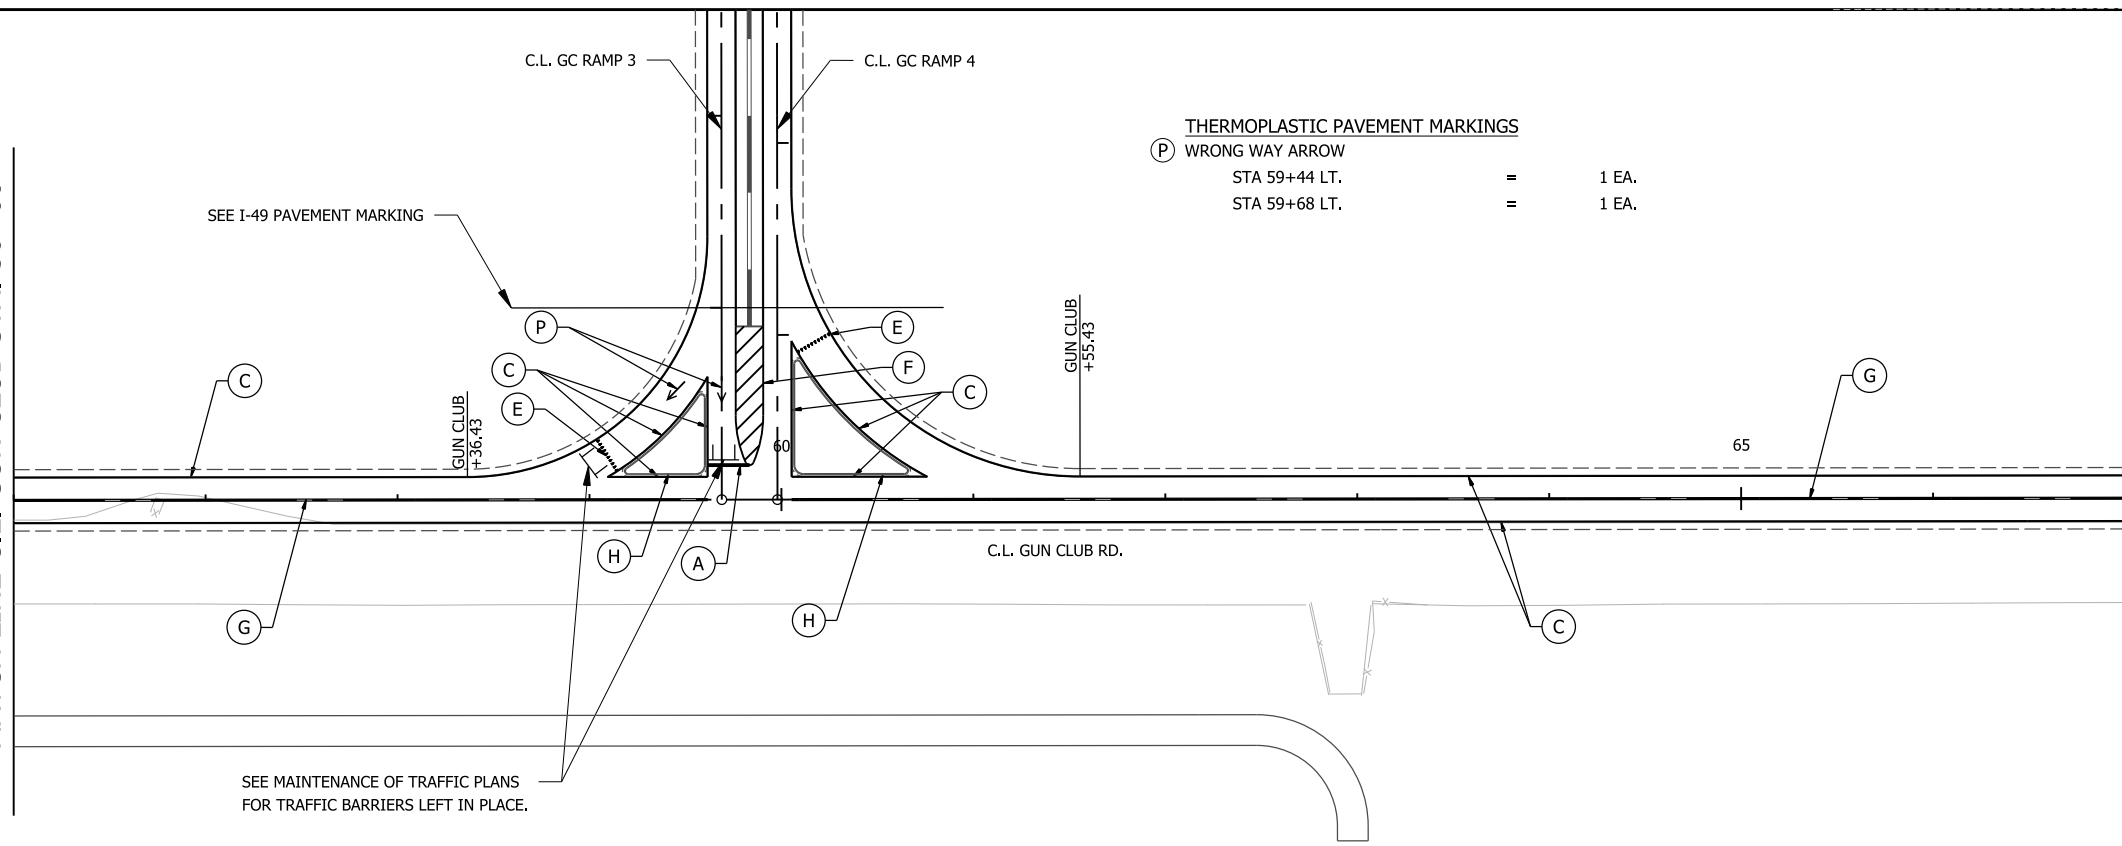 C.L. GC RAMP 3
C.L. GC RAMP 4
THERMOPLASTIC PAVEMENT MARKINGS
P WRONG WAY ARROW
STA 59+44 LT. = 1 EA.
STA 59+68 LT. = 1 EA.
SEE I-49 PAVEMENT MARKING
P
E
C
C
F
E
C
G
GUN CLUB
+36.43
GUN CLUB
+55.43
60
65
H
A
C.L. GUN CLUB RD.
G
H
C
SEE MAINTENANCE OF TRAFFIC PLANS
FOR TRAFFIC BARRIERS LEFT IN PLACE.